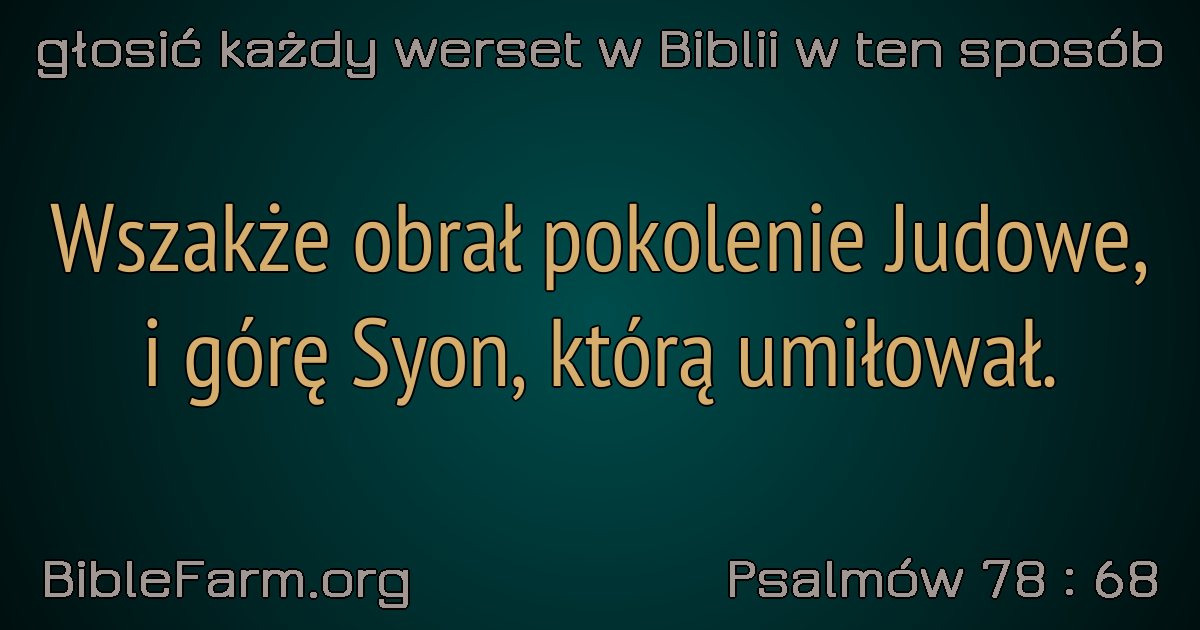 głosić każdy werset w Biblii w ten sposób
Wszakże obrał pokolenie Judowe,
i górę Syon, którą umiłował.
BibleFarm.org
Psalmów 78 : 68